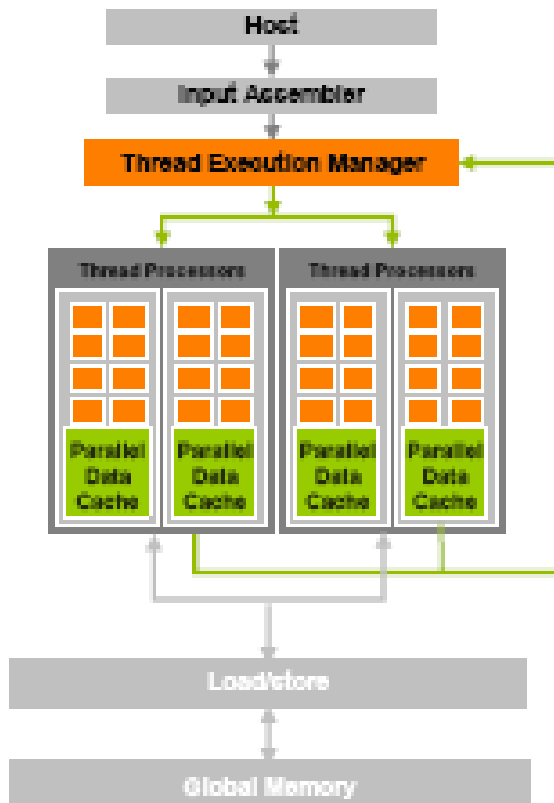 Host
Input Assembler
Thread Execution Manager
Thread Processors
Thread Processors
Parallel
Data
Cache
Parallel
Data
Cache
Parallel
Data
Cache
Parallel
Data
Cache
Load/store
Global Memory